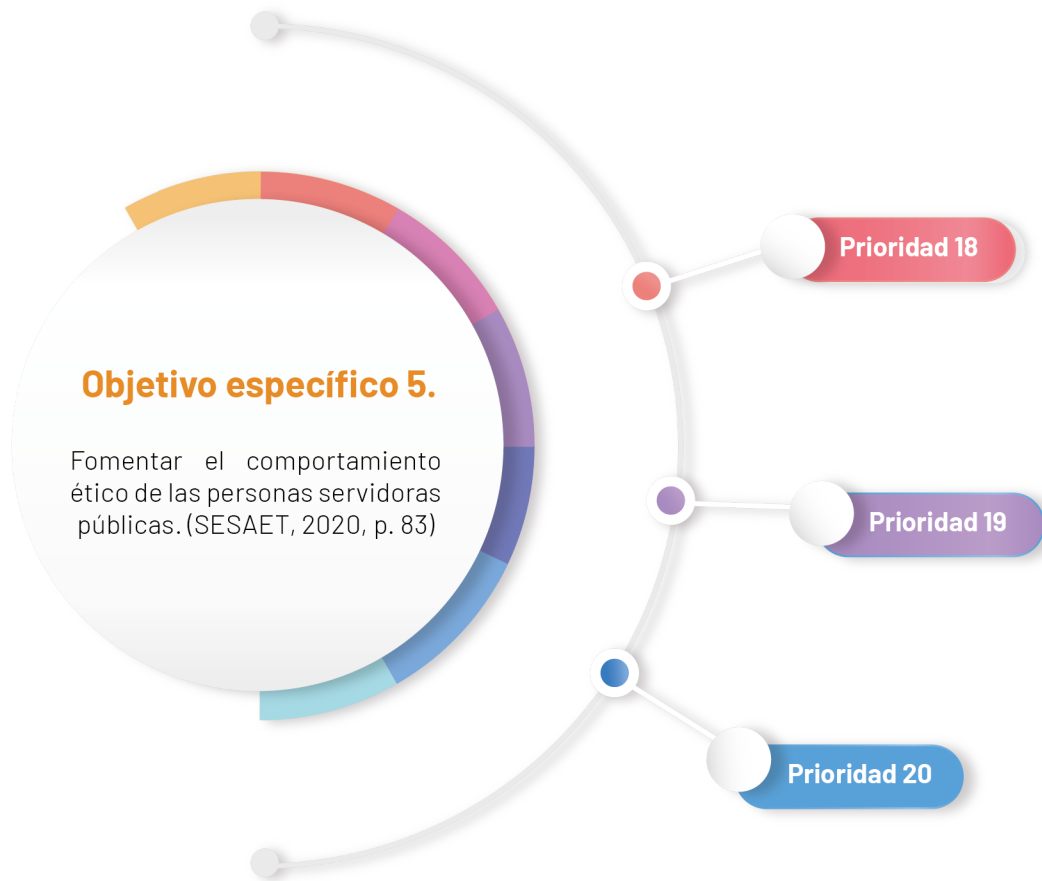 Objetivo específico 5.
Fomentar el comportamiento
ético de las personas servidoras
públicas. (SESAET, 2020, p. 83)
Prioridad 18
Prioridad 19
Prioridad 20